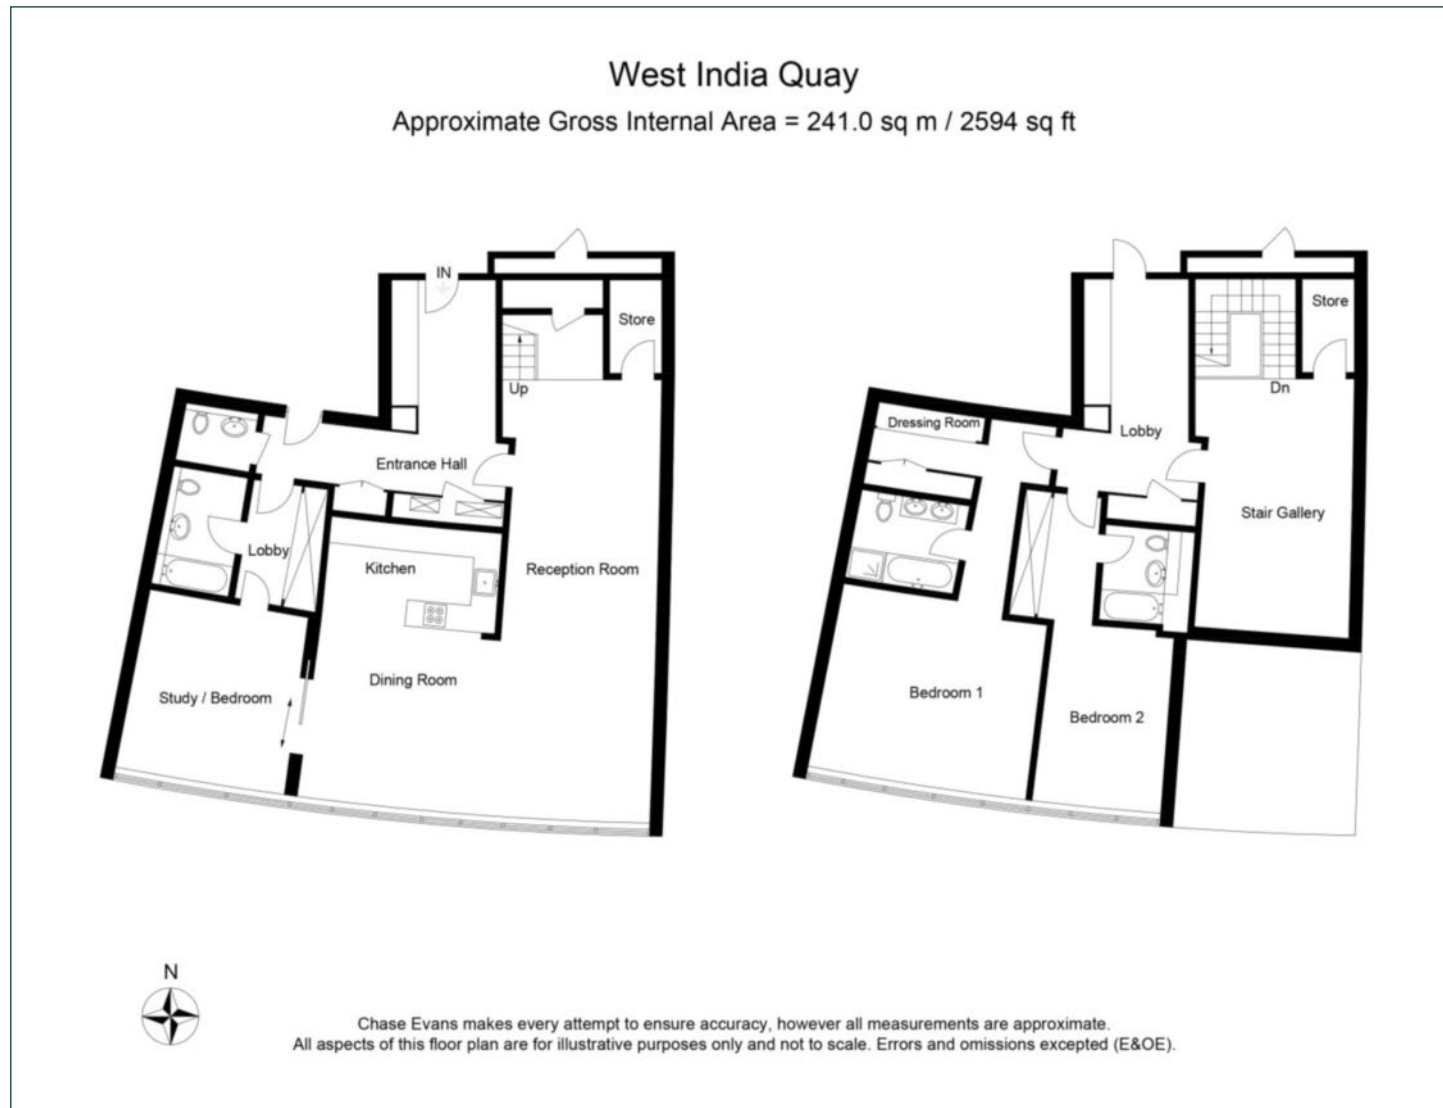 West India Quay
Approximate Gross Internal Area = 241.0 sq m / 2594 sq ft
IN
Store
Up
Entrance Hall
Lobby
Kitchen
Reception Room
Dining Room
Study / Bedroom
Store
Dn
Dressing Room
Lobby
Stair Gallery
Bedroom 1
Bedroom 2
N
Chase Evans makes every attempt to ensure accuracy, however all measurements are approximate.
All aspects of this floor plan are for illustrative purposes only and not to scale. Errors and omissions excepted (E&OE).